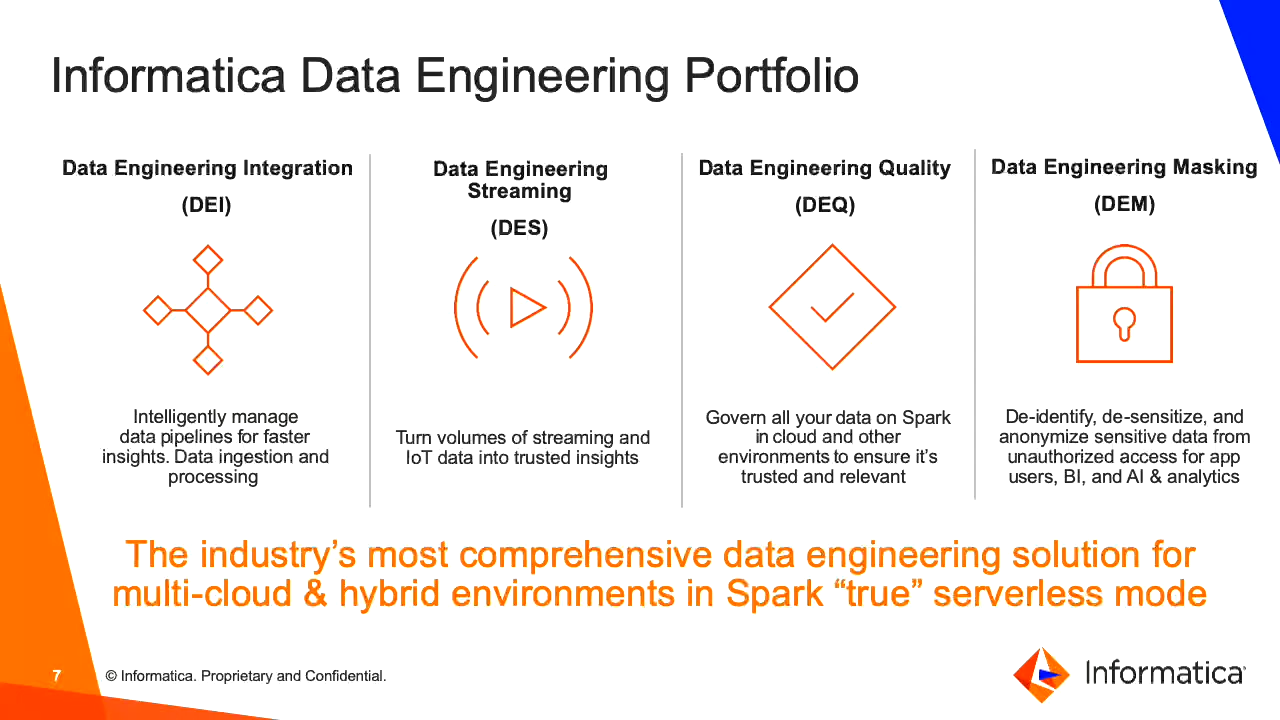 Informatica Data Engineering Portfolio
Data Engineering Integration
(DEI)
Intelligently manage
data pipelines for faster
insights. Data ingestion and
processing
Data Engineering
Streaming
(DES)
Turn volumes of streaming and
IoT data into trusted insights
Data Engineering Quality
(DEQ)
Govern all your data on Spark
in cloud and other
environments to ensure it’s
trusted and relevant
Data Engineering Masking
(DEM)
De-identify, de-sensitize, and
anonymize sensitive data from
unauthorized access for app
users, BI, and AI & analytics
The industry’s most comprehensive data engineering solution for
multi-cloud & hybrid environments in Spark “true” serverless mode
7
© Informatica. Proprietary and Confidential.
Informatica